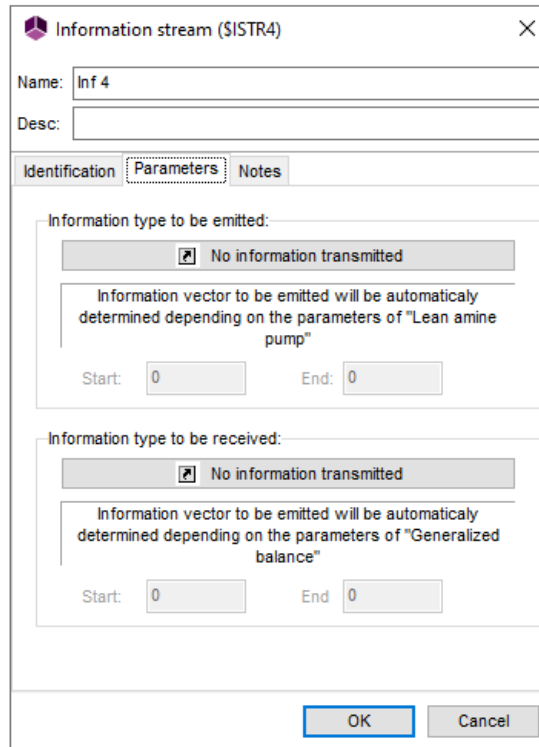 Information stream ($ISTR4)
Name: Inf 4
Desc:
Identification Parameters Notes
Information type to be emitted:
No information transmitted
Information vector to be emitted will be automaticaly
determined depending on the parameters of "Lean amine
pump"
Start: 0 End: 0
Information type to be received:
No information transmitted
Information vector to be emitted will be automaticaly
determined depending on the parameters of "Generalized
balance"
Start: 0 End 0
OK Cancel